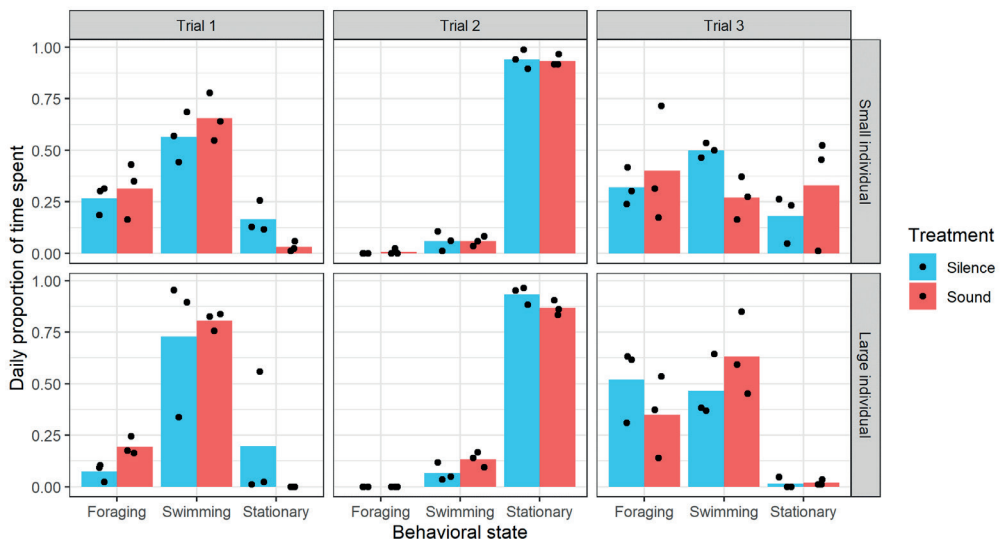 Trial 1 Trial 2 Trial 3
1.00
0.75
0.50
0.25
0.00
Small individual
1.00
0.75
0.50
0.25
0.00
Large individual
Daily proportion of time spent
Foraging Swimming Stationary Foraging Swimming Stationary Foraging Swimming Stationary
Behavioral state
Treatment
Silence
Sound